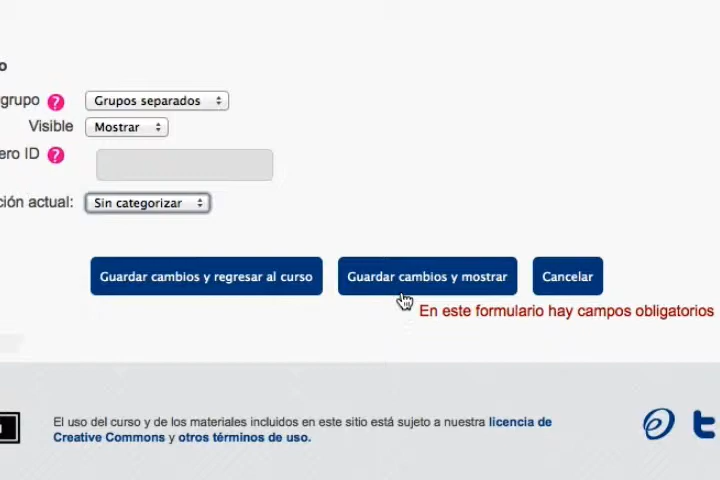 o
grupo ? Grupos separados
Visible Mostrar
ero ID ?
ción actual: Sin categorizar
Guardar cambios y regresar al curso Guardar cambios y mostrar Cancelar
En este formulario hay campos obligatorios
El uso del curso y de los materiales incluidos en este sitio está sujeto a nuestra licencia de
Creative Commons y otros términos de uso.